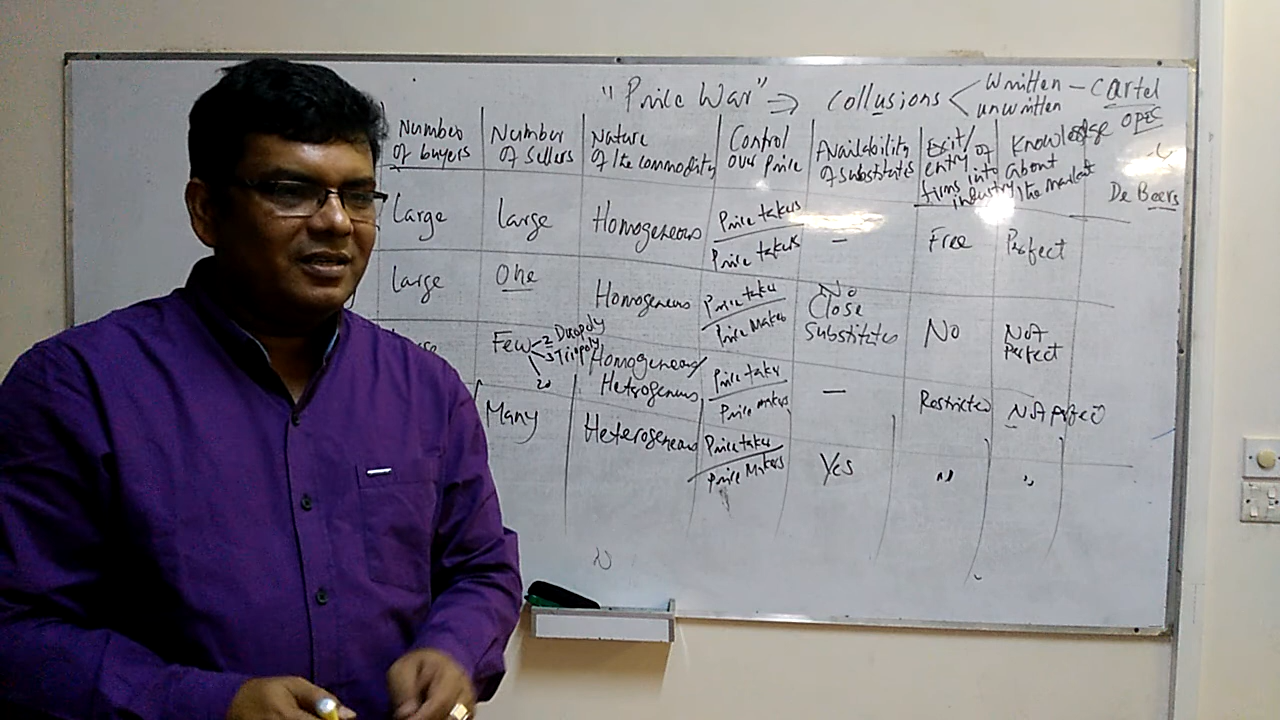 "Price War" ⇒ Collusions < Written - Cartel
unwritten
OPEC
De Beers
Number of buyers
Number of Sellers
Nature of the commodity
Control over price
Availability of substitutes
Exit/ entry of firms into industry
Knowledge about the market
Large
Large
Homogeneous
Price takers
Price takers
-
Free
Perfect
Large
One
Homogeneous
Price taker
Price Maker
No Close Substitutes
No
Not Perfect
Few
2 Duopoly
3 Triopoly
20
Homogeneous/
Heterogeneous
Price taker
Price makers
-
Restricted
Not perfect
Many
Heterogeneous
Price taker
Price Makers
Yes
"
"
N